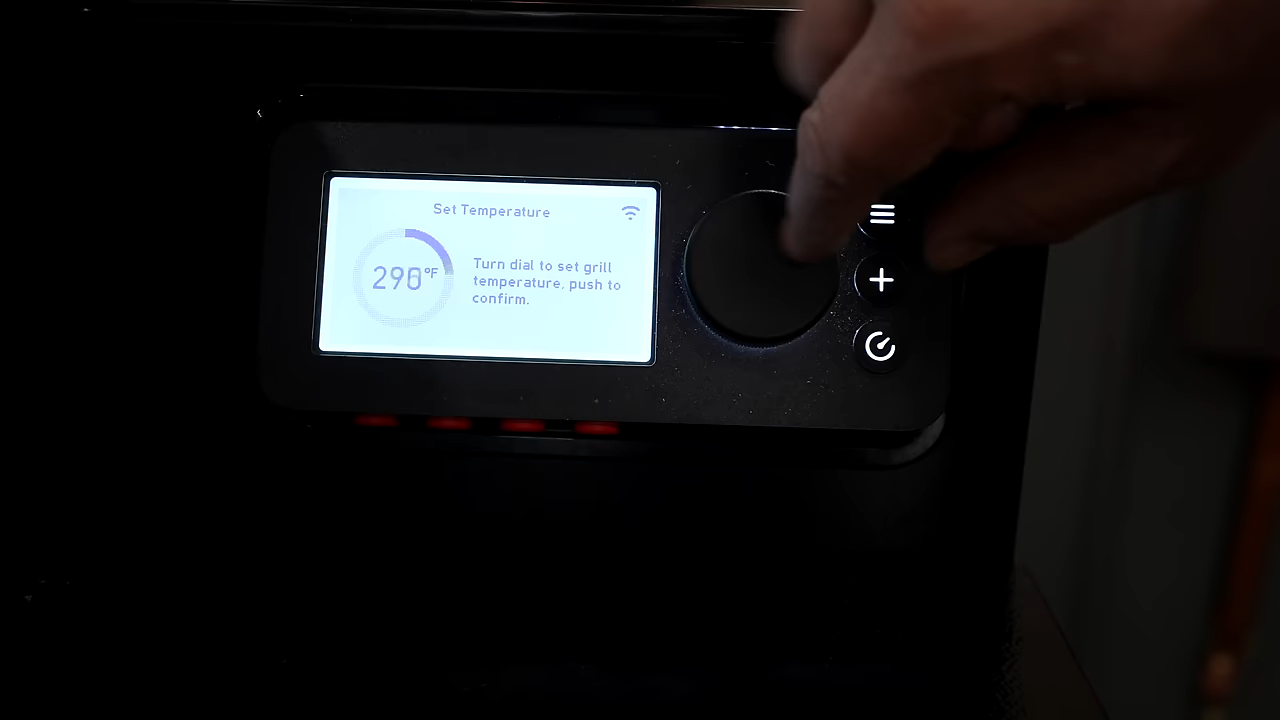 Set Temperature
290°F
Turn dial to set grill
temperature, push to
confirm.